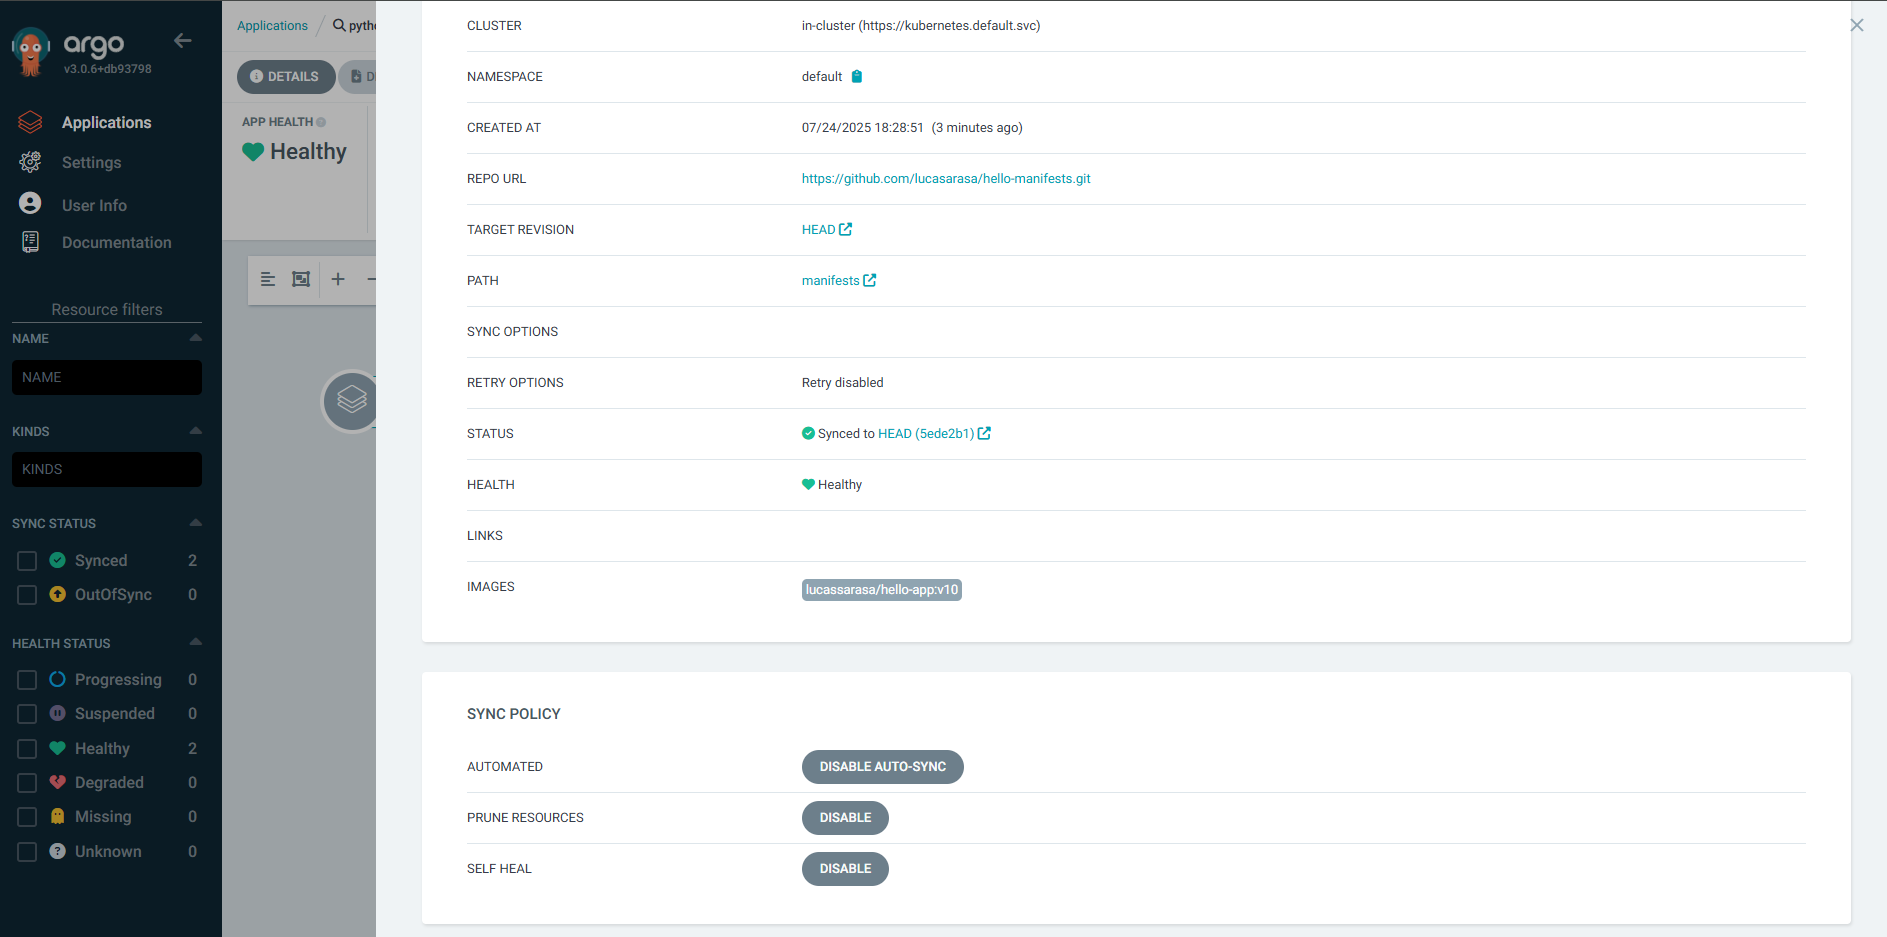 argo
v3.0.6+db93798
Applications
Settings
User Info
Documentation
Resource filters
NAME
NAME
KINDS
KINDS
SYNC STATUS
Synced 2
OutOfSync 0
HEALTH STATUS
Progressing 0
Suspended 0
Healthy 2
Degraded 0
Missing 0
Unknown 0
Applications / pytho
DETAILS
D
APP HEALTH
Healthy
CLUSTER in-cluster (https://kubernetes.default.svc)
NAMESPACE default
CREATED AT 07/24/2025 18:28:51 (3 minutes ago)
REPO URL https://github.com/lucasarasa/hello-manifests.git
TARGET REVISION HEAD
PATH manifests
SYNC OPTIONS
RETRY OPTIONS Retry disabled
STATUS Synced to HEAD (5ede2b1)
HEALTH Healthy
LINKS
IMAGES lucassarasa/hello-app:v10
SYNC POLICY
AUTOMATED DISABLE AUTO-SYNC
PRUNE RESOURCES DISABLE
SELF HEAL DISABLE